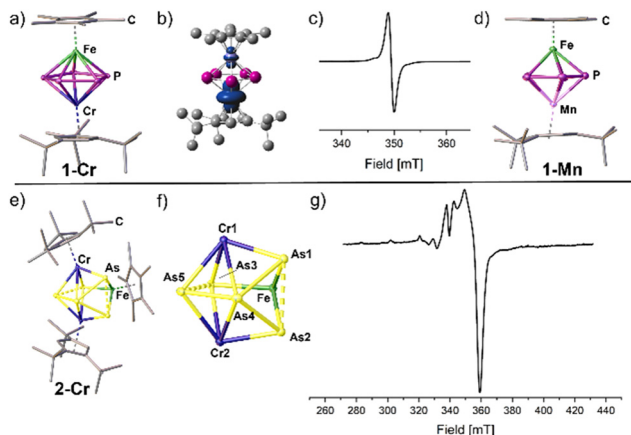 a)
C
Fe
P
Cr
1-Cr
b)
c)
340
350
360
Field [mT]
d)
Fe
P
Mn
1-Mn
e)
C
Cr
As
Fe
2-Cr
f)
Cr1
As1
As3
As5
Fe
As4
As2
Cr2
g)
260
280
300
320
340
360
380
400
420
440
Field [mT]